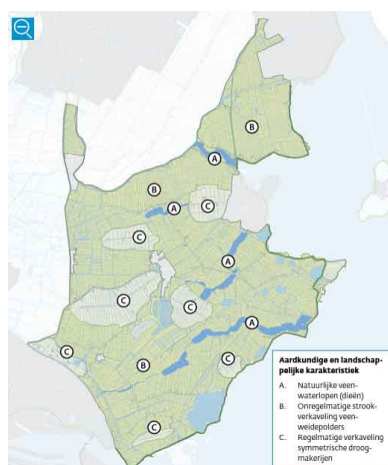 B
A
B
A
C
C
A
C
C
A
C
B
C
C
Aardkundige en landschap-
pelijke karakteristiek
A. Natuurlijke veen-
waterlopen (dieën)
B. Onregelmatige strook-
verkaveling veen-
weidepolders
C. Regelmatige verkaveling
symmetrische droog-
makerijen